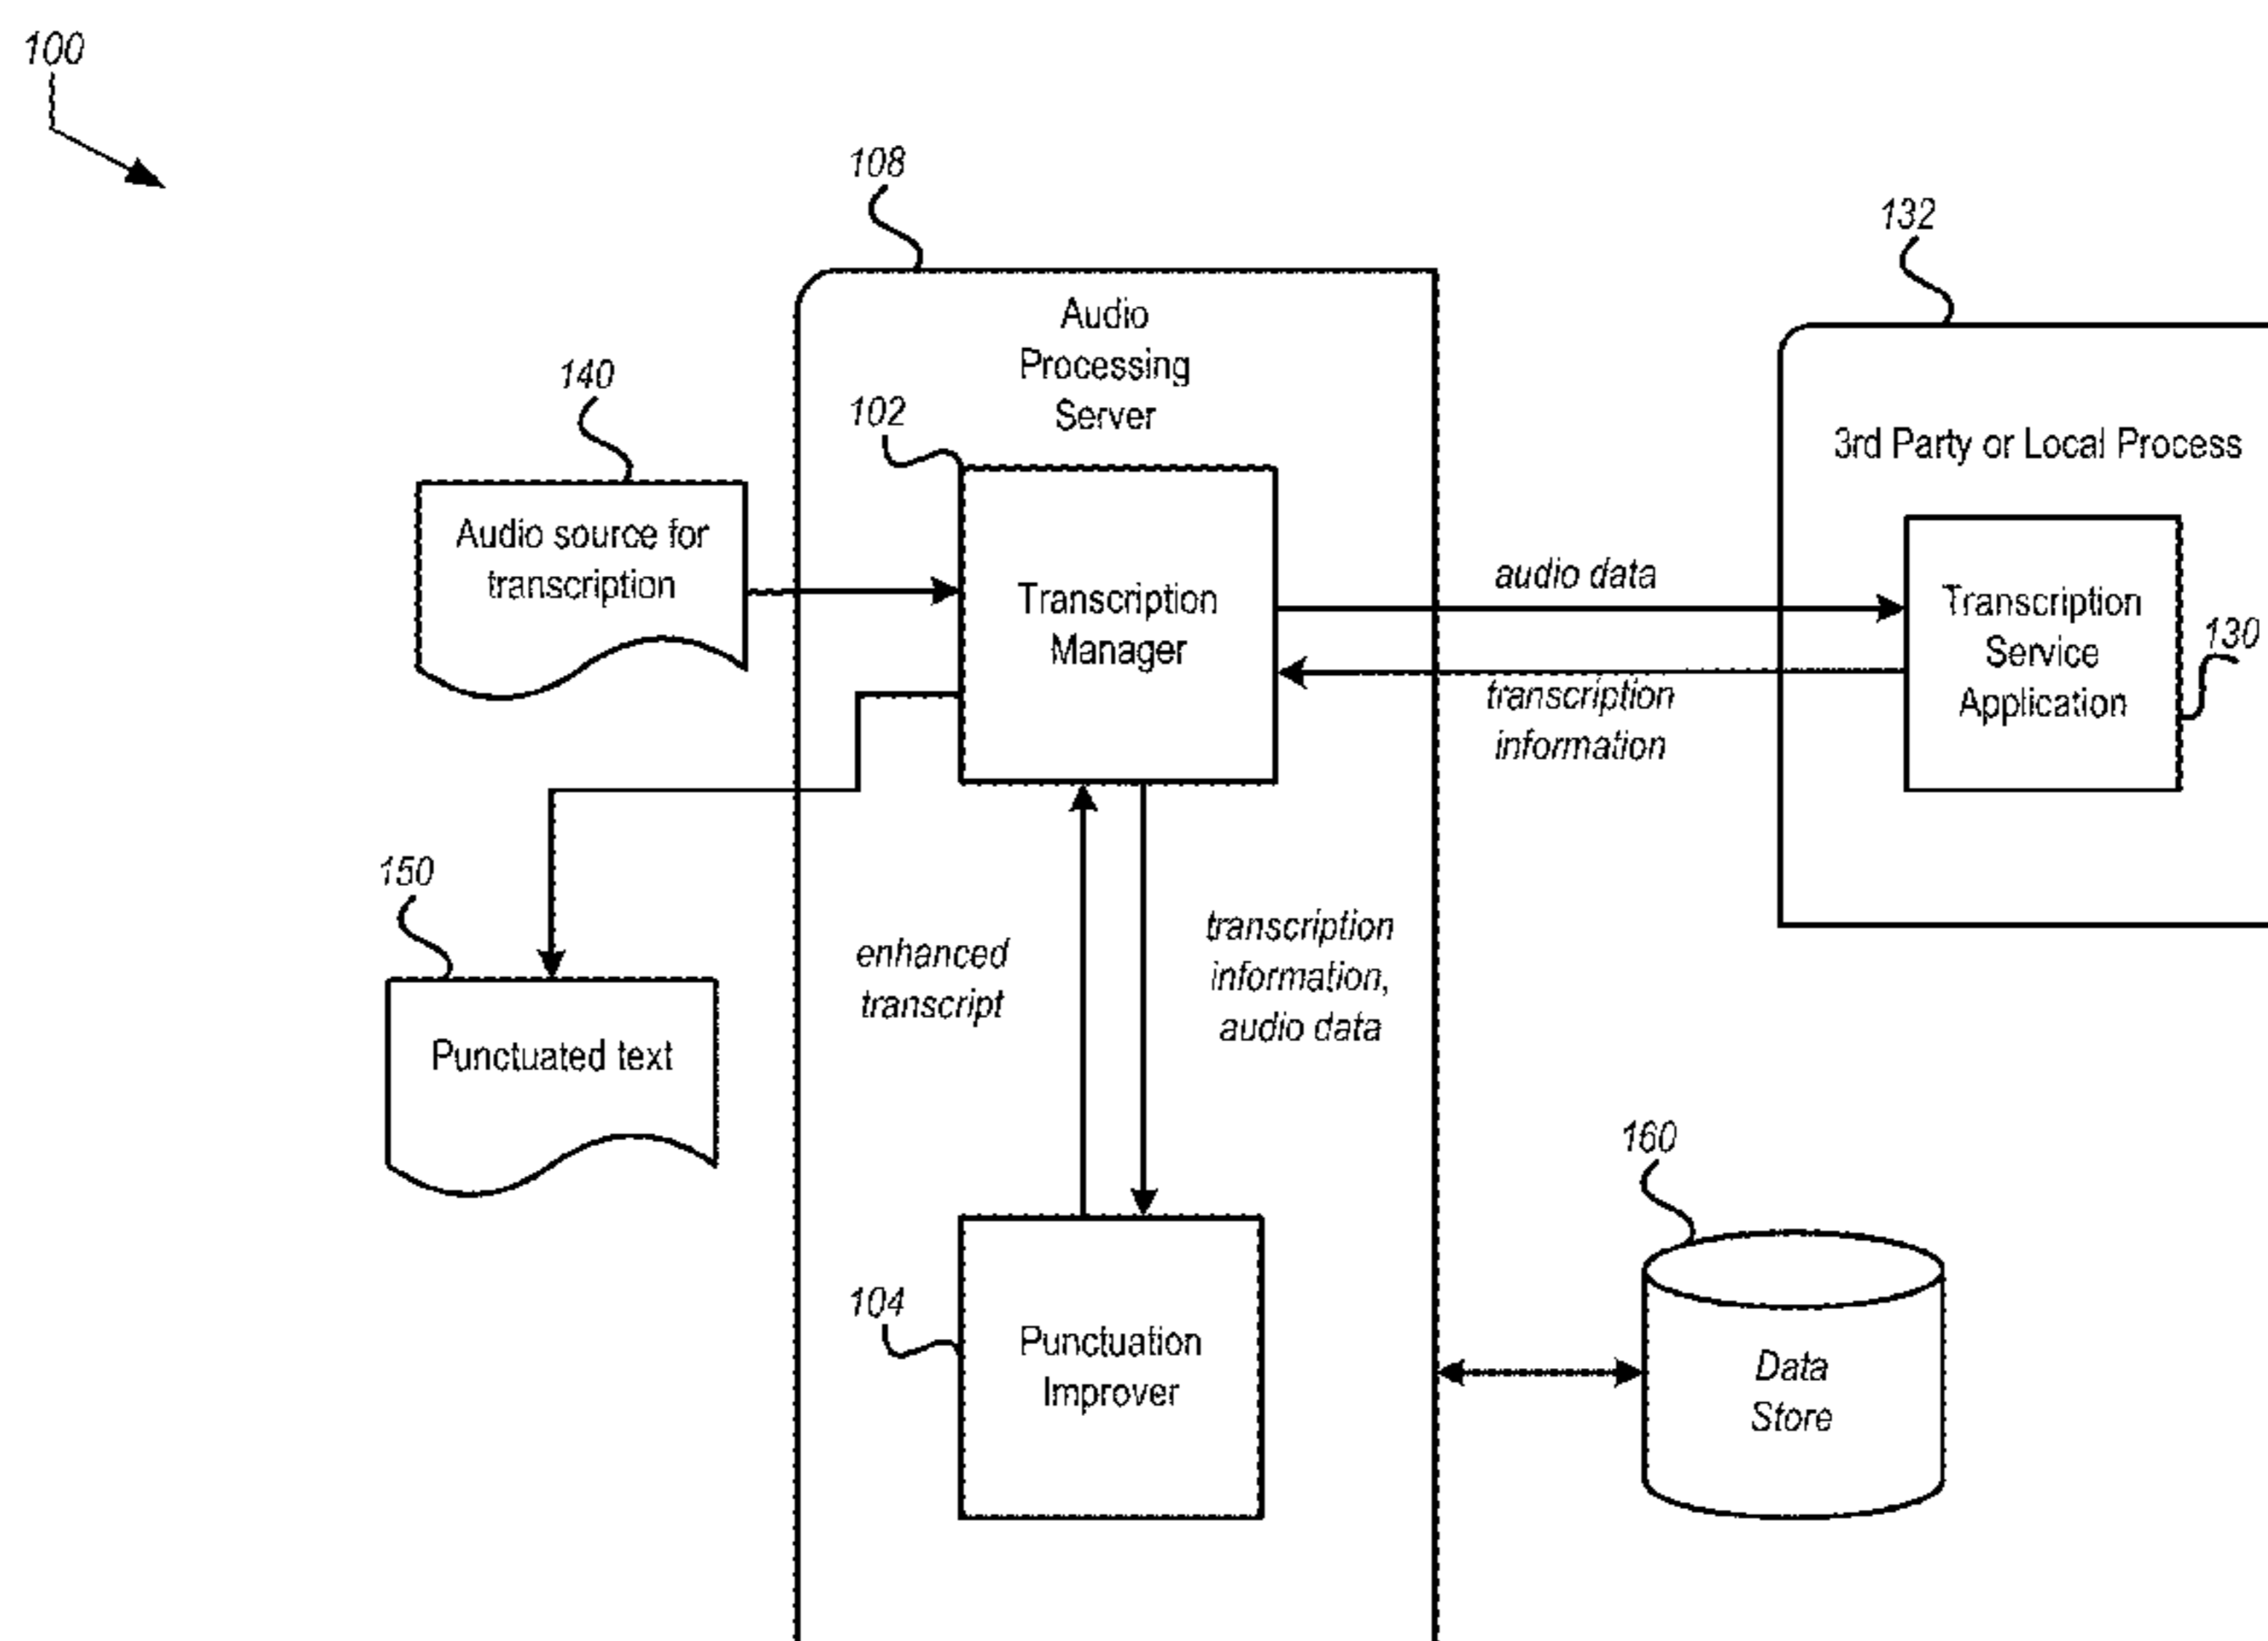 100
108
132
Audio
Processing
Server
140
102
3rd Party or Local Process
Audio source for
transcription
Transcription
Manager
audio data
Transcription
Service
Application
130
transcription
information
150
enhanced
transcript
transcription
information,
audio data
Punctuated text
160
104
Punctuation
Improver
Data
Store